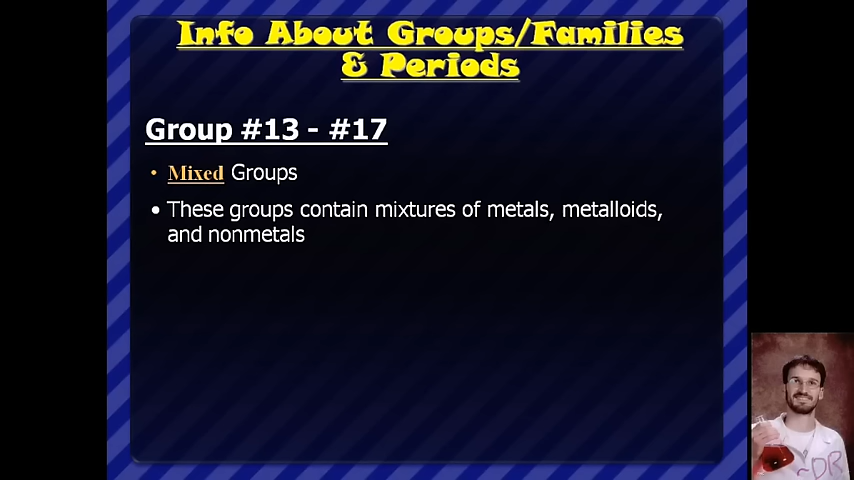 Info About Groups/Families
& Periods
Group #13 - #17
• Mixed Groups
• These groups contain mixtures of metals, metalloids,
and nonmetals
~DR